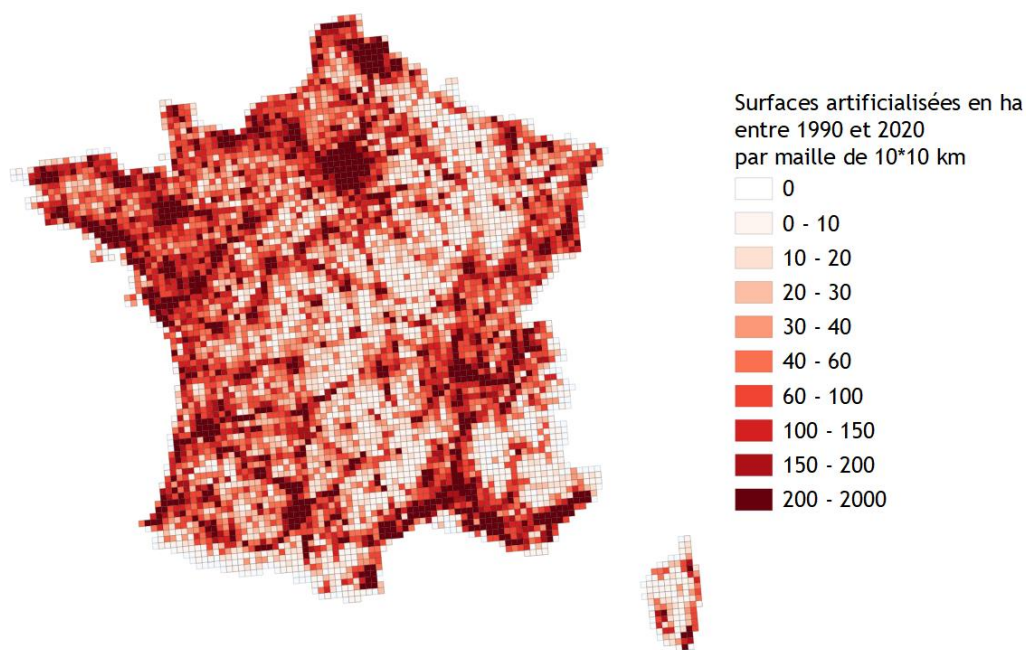 Surfaces artificialisées en ha
entre 1990 et 2020
par maille de 10*10 km
0
0 - 10
10 - 20
20 - 30
30 - 40
40 - 60
60 - 100
100 - 150
150 - 200
200 - 2000